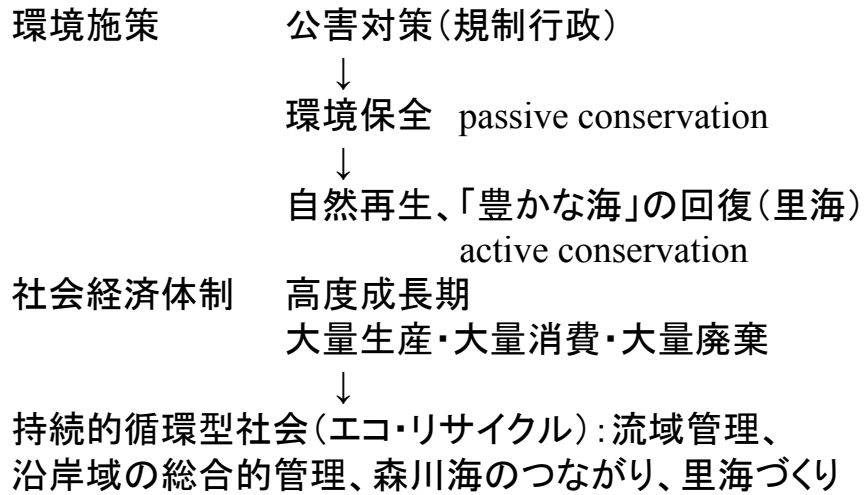 環境施策　公害対策（規制行政）
↓
環境保全 passive conservation
↓
自然再生、「豊かな海」の回復（里海）
active conservation
社会経済体制　高度成長期
大量生産・大量消費・大量廃棄
↓
持続的循環型社会（エコ・リサイクル）：流域管理、
沿岸域の総合的管理、森川海のつながり、里海づくり